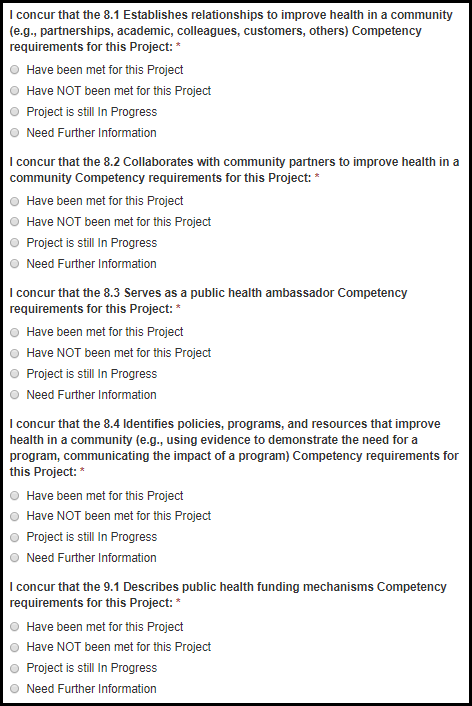 I concur that the 8.1 Establishes relationships to improve health in a community
(e.g., partnerships, academic, colleagues, customers, others) Competency
requirements for this Project: *
Have been met for this Project
Have NOT been met for this Project
Project is still In Progress
Need Further Information
I concur that the 8.2 Collaborates with community partners to improve health in a
community Competency requirements for this Project: *
Have been met for this Project
Have NOT been met for this Project
Project is still In Progress
Need Further Information
I concur that the 8.3 Serves as a public health ambassador Competency
requirements for this Project: *
Have been met for this Project
Have NOT been met for this Project
Project is still In Progress
Need Further Information
I concur that the 8.4 Identifies policies, programs, and resources that improve
health in a community (e.g., using evidence to demonstrate the need for a
program, communicating the impact of a program) Competency requirements for
this Project: *
Have been met for this Project
Have NOT been met for this Project
Project is still In Progress
Need Further Information
I concur that the 9.1 Describes public health funding mechanisms Competency
requirements for this Project: *
Have been met for this Project
Have NOT been met for this Project
Project is still In Progress
Need Further Information